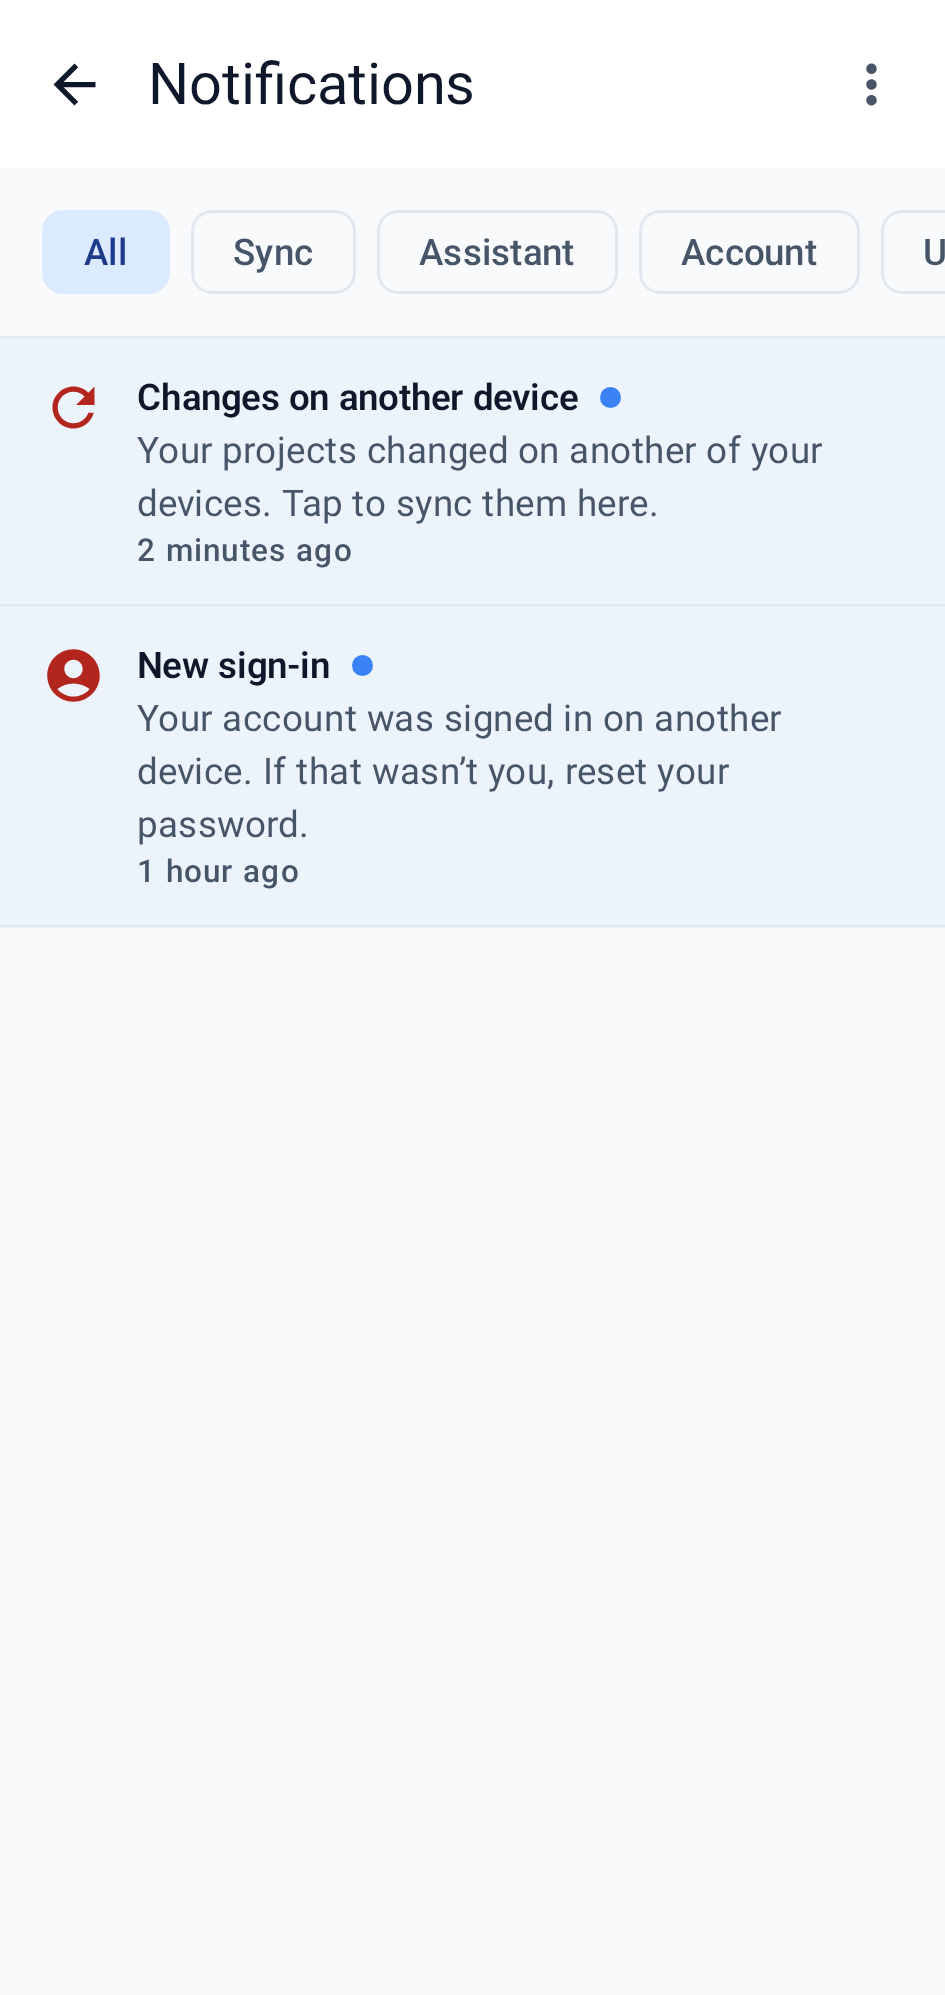 Notifications
All
Sync
Assistant
Account
U
Changes on another device
Your projects changed on another of your
devices. Tap to sync them here.
2 minutes ago
New sign-in
Your account was signed in on another
device. If that wasn’t you, reset your
password.
1 hour ago